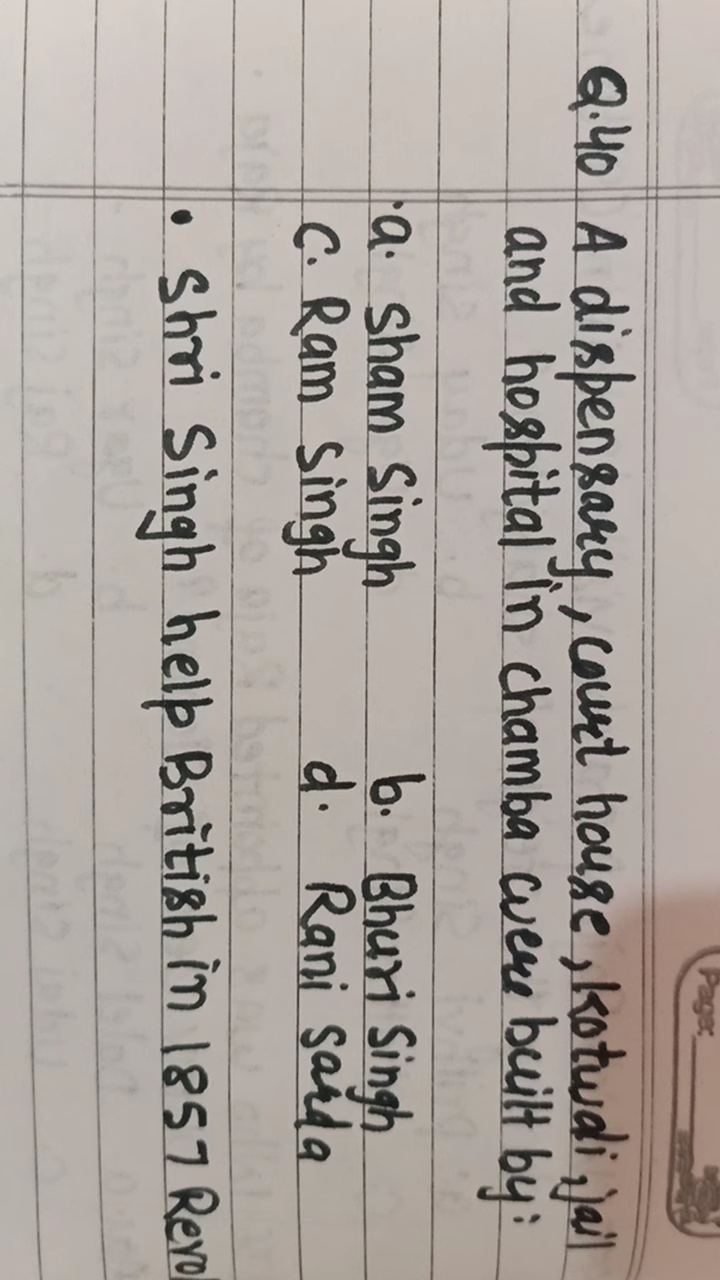 Page:
Q.40 A dispensary, court house, kotwali, jail
and hospital in chamba were built by:
a. Sham Singh b. Bhuri Singh
c. Ram Singh d. Rani Sarda
• Shri Singh help British in 1857 Revo